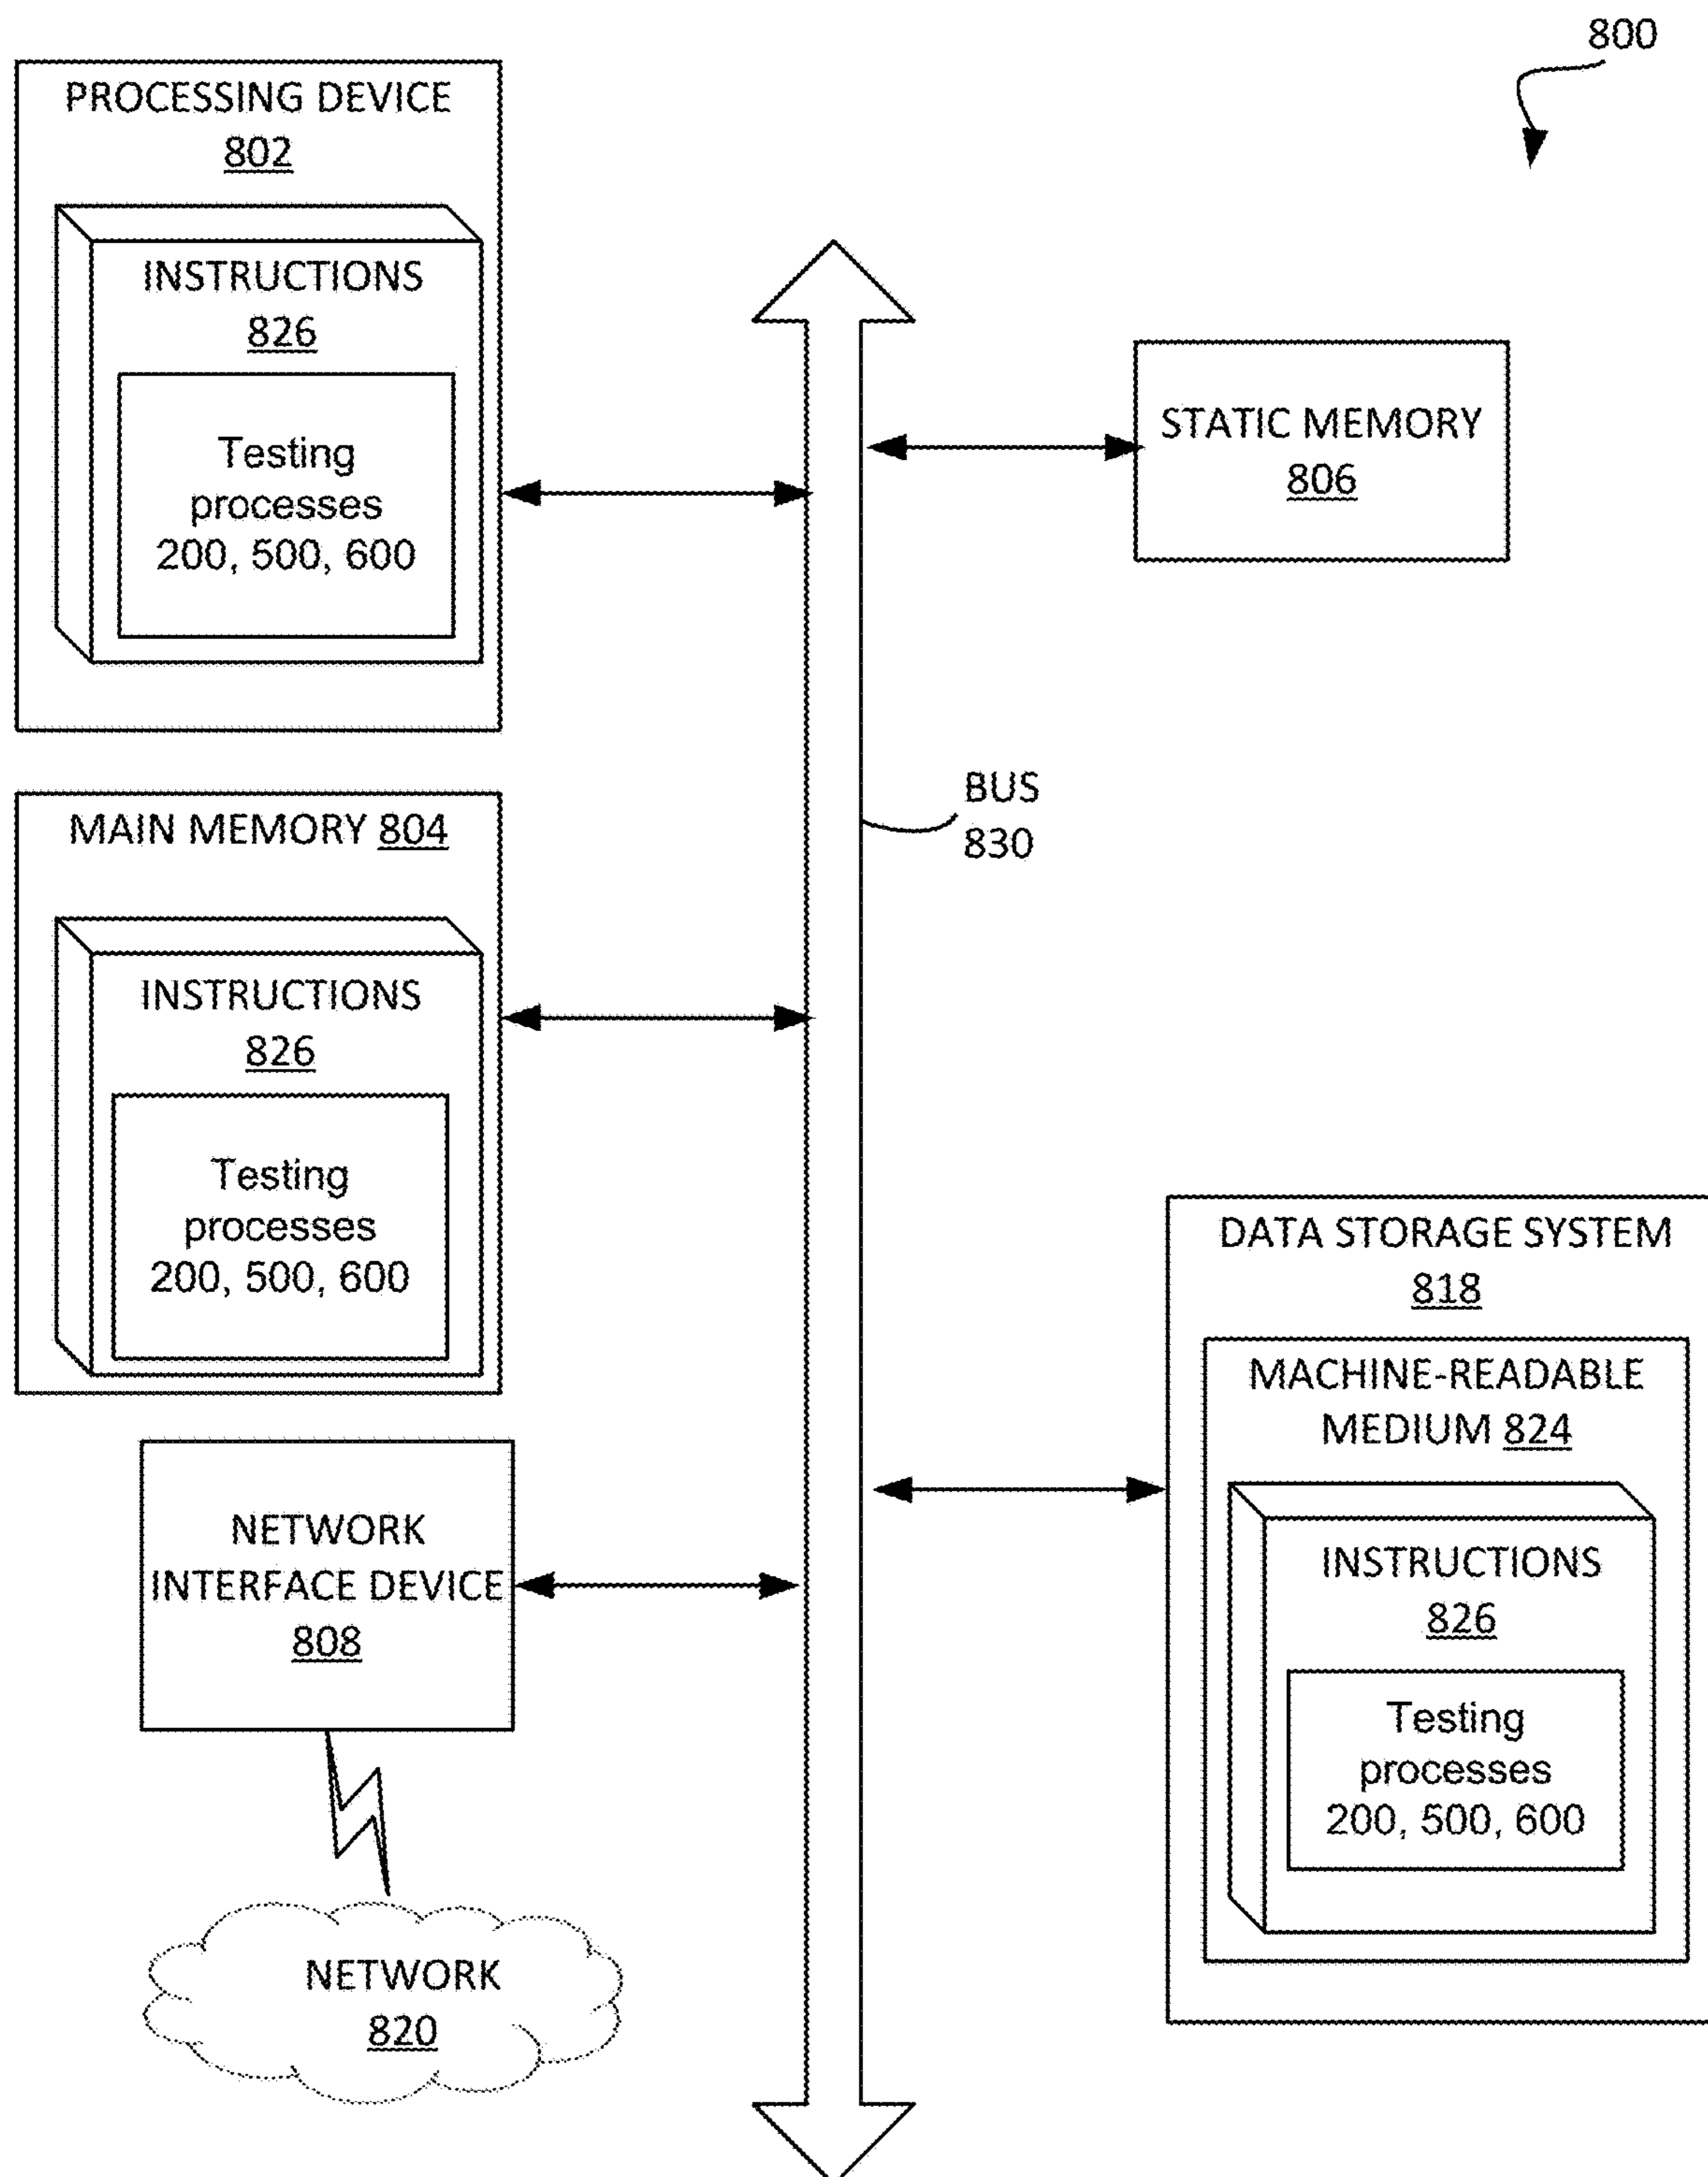 800
PROCESSING DEVICE
802
INSTRUCTIONS
826
Testing
processes
200, 500, 600
STATIC MEMORY
806
BUS
830
MAIN MEMORY 804
INSTRUCTIONS
826
Testing
processes
200, 500, 600
DATA STORAGE SYSTEM
818
MACHINE-READABLE
MEDIUM 824
INSTRUCTIONS
826
Testing
processes
200, 500, 600
NETWORK
INTERFACE DEVICE
808
NETWORK
820